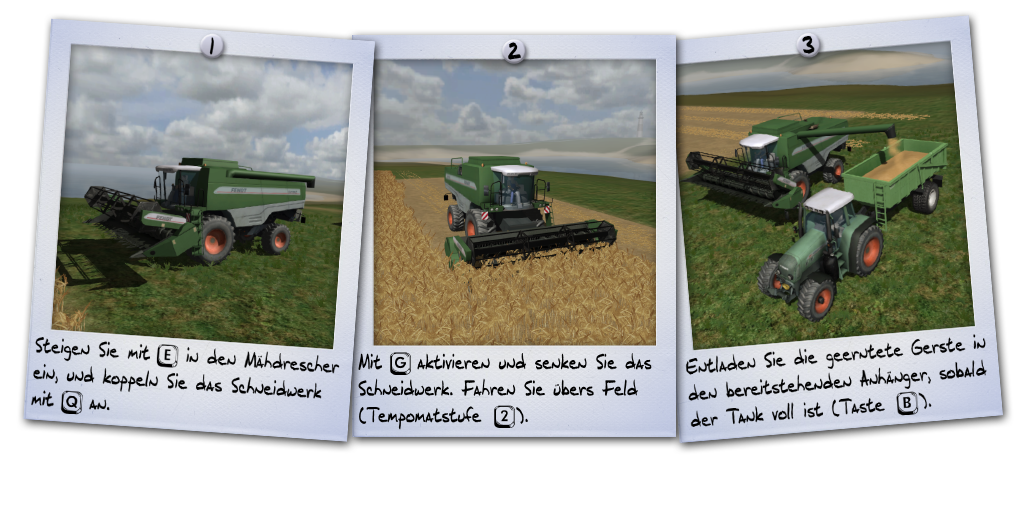 1
Steigen Sie mit E in den Mähdrescher
ein, und koppeln Sie das Schneidwerk
mit Q an.
2
Mit G aktivieren und senken Sie das
Schneidwerk. Fahren Sie übers Feld
(Tempomatstufe 2).
3
Entladen Sie die geerntete Gerste in
den bereitstehenden Anhänger, sobald
der Tank voll ist (Taste B).
FENDT